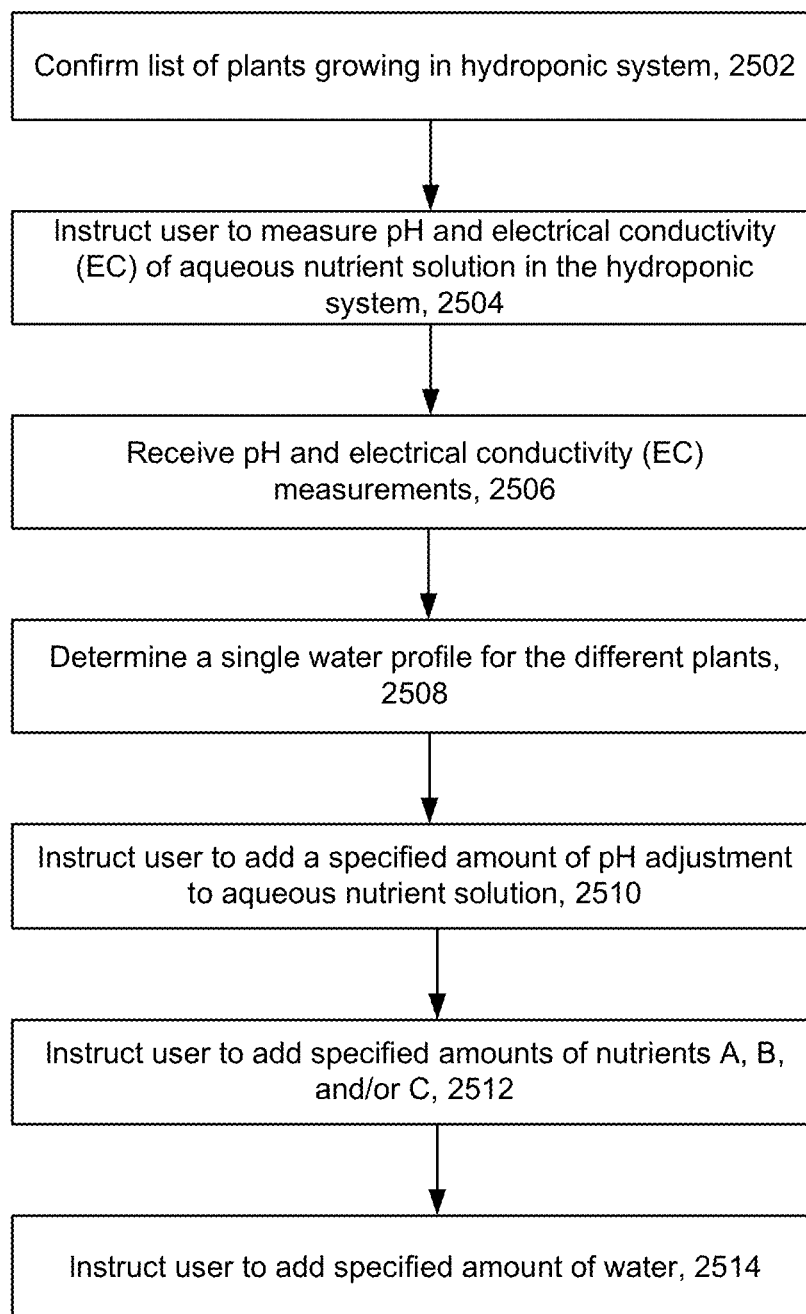 Confirm list of plants growing in hydroponic system, 2502
Instruct user to measure pH and electrical conductivity
(EC) of aqueous nutrient solution in the hydroponic
system, 2504
Receive pH and electrical conductivity (EC)
measurements, 2506
Determine a single water profile for the different plants,
2508
Instruct user to add a specified amount of pH adjustment
to aqueous nutrient solution, 2510
Instruct user to add specified amounts of nutrients A, B,
and/or C, 2512
Instruct user to add specified amount of water, 2514